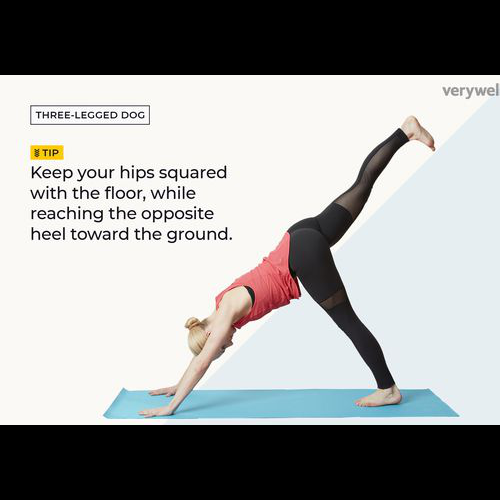 verywel
THREE-LEGGED DOG
TIP
Keep your hips squared
with the floor, while
reaching the opposite
heel toward the ground.